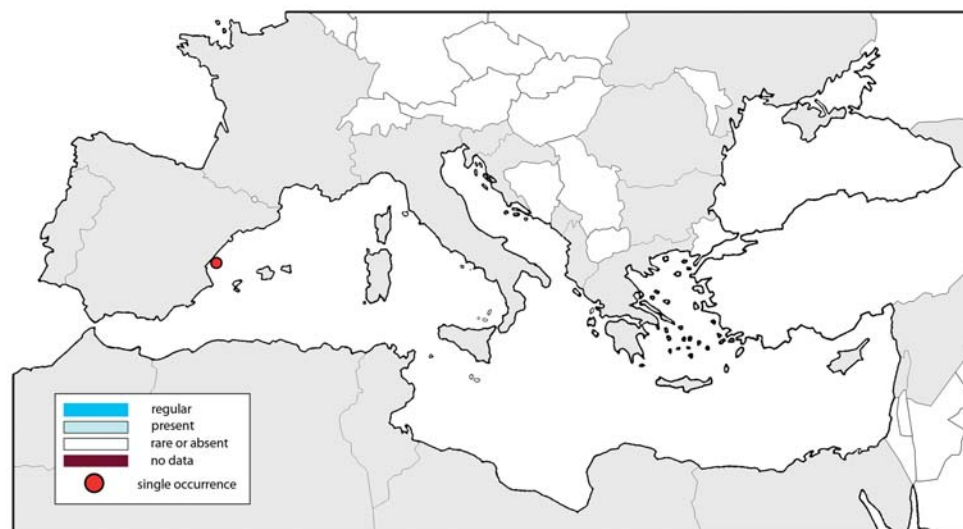 regular
present
rare or absent
no data
single occurrence